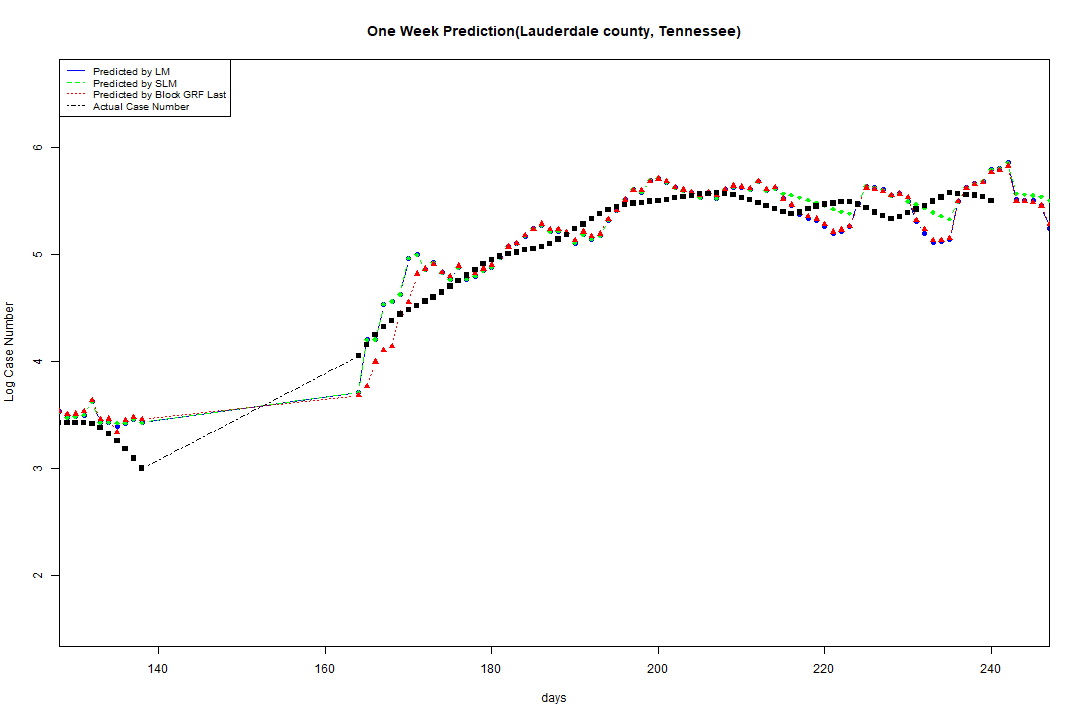 One Week Prediction(Lauderdale county, Tennessee)
Predicted by LM
Predicted by SLM
Predicted by Block GRF Last
Actual Case Number
Log Case Number
6
5
4
3
2
140 160 180 200 220 240
days